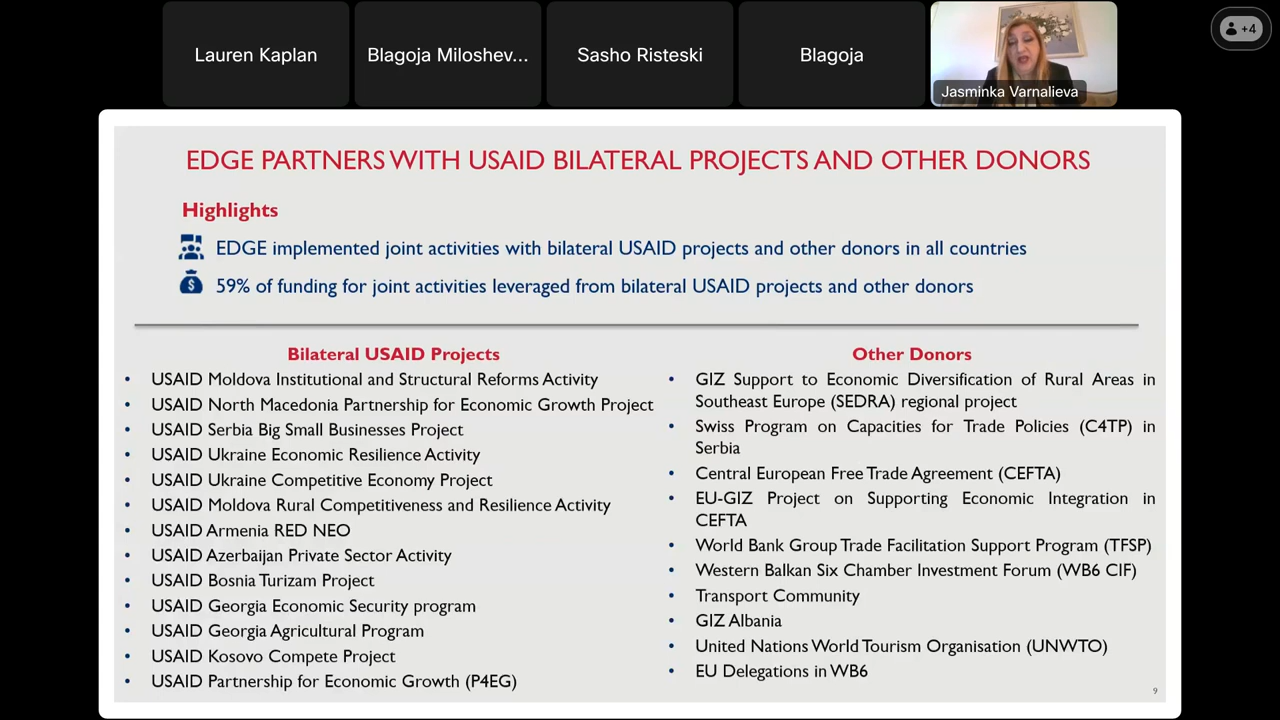 Lauren Kaplan
Blagoja Miloshev...
Sasho Risteski
Blagoja
Jasminka Varnalieva
+4
EDGE PARTNERS WITH USAID BILATERAL PROJECTS AND OTHER DONORS
Highlights
EDGE implemented joint activities with bilateral USAID projects and other donors in all countries
$
59% of funding for joint activities leveraged from bilateral USAID projects and other donors
Bilateral USAID Projects
• USAID Moldova Institutional and Structural Reforms Activity
• USAID North Macedonia Partnership for Economic Growth Project
• USAID Serbia Big Small Businesses Project
• USAID Ukraine Economic Resilience Activity
• USAID Ukraine Competitive Economy Project
• USAID Moldova Rural Competitiveness and Resilience Activity
• USAID Armenia RED NEO
• USAID Azerbaijan Private Sector Activity
• USAID Bosnia Turizam Project
• USAID Georgia Economic Security program
• USAID Georgia Agricultural Program
• USAID Kosovo Compete Project
• USAID Partnership for Economic Growth (P4EG)
Other Donors
• GIZ Support to Economic Diversification of Rural Areas in
Southeast Europe (SEDRA) regional project
• Swiss Program on Capacities for Trade Policies (C4TP) in
Serbia
• Central European Free Trade Agreement (CEFTA)
• EU-GIZ Project on Supporting Economic Integration in
CEFTA
• World Bank Group Trade Facilitation Support Program (TFSP)
• Western Balkan Six Chamber Investment Forum (WB6 CIF)
• Transport Community
• GIZ Albania
• United Nations World Tourism Organisation (UNWTO)
• EU Delegations in WB6
9